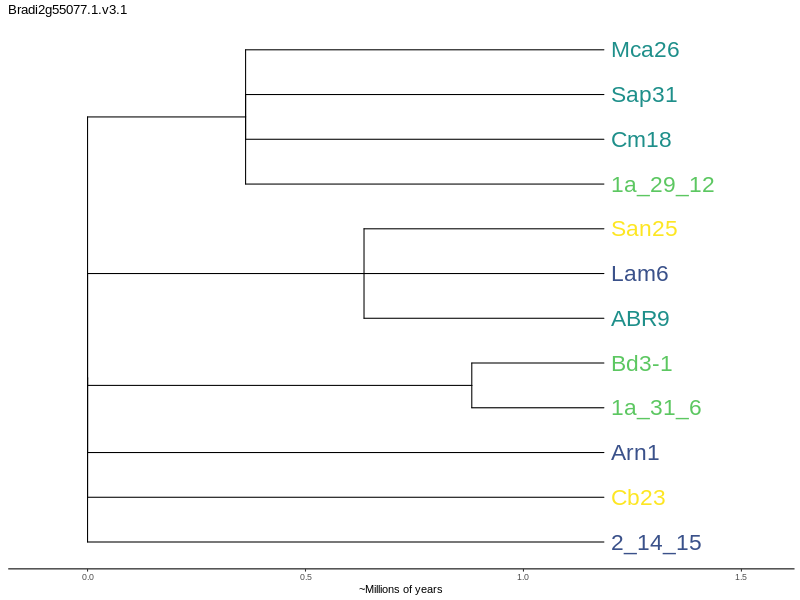 Bradi2g55077.1.v3.1
Mca26
Sap31
Cm18
1a_29_12
San25
Lam6
ABR9
Bd3-1
1a_31_6
Arn1
Cb23
2_14_15
0.0 0.5 1.0 1.5
~Millions of years